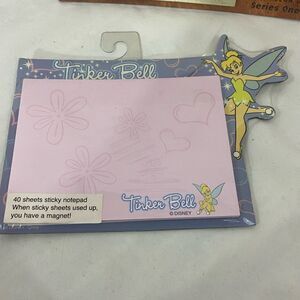 Series One
Tinker Bell
40 sheets sticky notepad
When sticky sheets used up,
you have a magnet!
Tinker Bell
© DISNEY